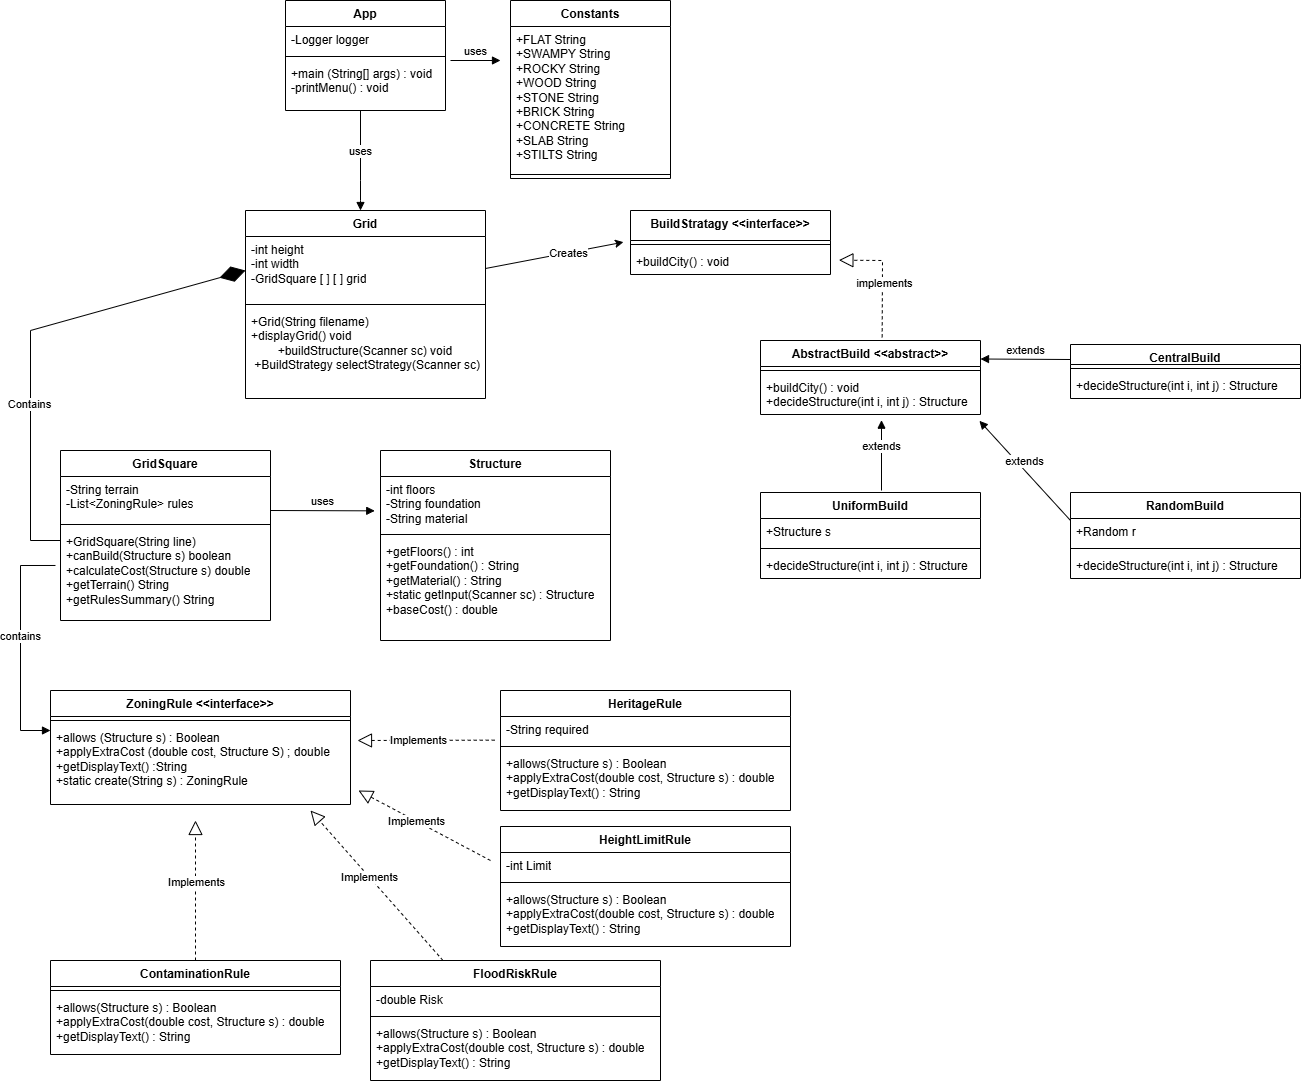 App
-Logger logger
+main (String[] args) : void
-printMenu() : void
uses
Constants
+FLAT String
+SWAMPY String
+ROCKY String
+WOOD String
+STONE String
+BRICK String
+CONCRETE String
+SLAB String
+STILTS String
uses
Grid
-int height
-int width
-GridSquare [ ] [ ] grid
+Grid(String filename)
+displayGrid() void
+buildStructure(Scanner sc) void
+BuildStrategy selectStrategy(Scanner sc)
Creates
BuildStratagy <<interface>>
+buildCity() : void
implements
AbstractBuild <<abstract>>
+buildCity() : void
+decideStructure(int i, int j) : Structure
extends
CentralBuild
+decideStructure(int i, int j) : Structure
extends
extends
UniformBuild
+Structure s
+decideStructure(int i, int j) : Structure
RandomBuild
+Random r
+decideStructure(int i, int j) : Structure
Contains
GridSquare
-String terrain
-List<ZoningRule> rules
+GridSquare(String line)
+canBuild(Structure s) boolean
+calculateCost(Structure s) double
+getTerrain() String
+getRulesSummary() String
uses
Structure
-int floors
-String foundation
-String material
+getFloors() : int
+getFoundation() : String
+getMaterial() : String
+static getInput(Scanner sc) : Structure
+baseCost() : double
contains
ZoningRule <<interface>>
+allows (Structure s) : Boolean
+applyExtraCost (double cost, Structure S) ; double
+getDisplayText() :String
+static create(String s) : ZoningRule
Implements
HeritageRule
-String required
+allows(Structure s) : Boolean
+applyExtraCost(double cost, Structure s) : double
+getDisplayText() : String
Implements
HeightLimitRule
-int Limit
+allows(Structure s) : Boolean
+applyExtraCost(double cost, Structure s) : double
+getDisplayText() : String
Implements
Implements
ContaminationRule
+allows(Structure s) : Boolean
+applyExtraCost(double cost, Structure s) : double
+getDisplayText() : String
FloodRiskRule
-double Risk
+allows(Structure s) : Boolean
+applyExtraCost(double cost, Structure s) : double
+getDisplayText() : String